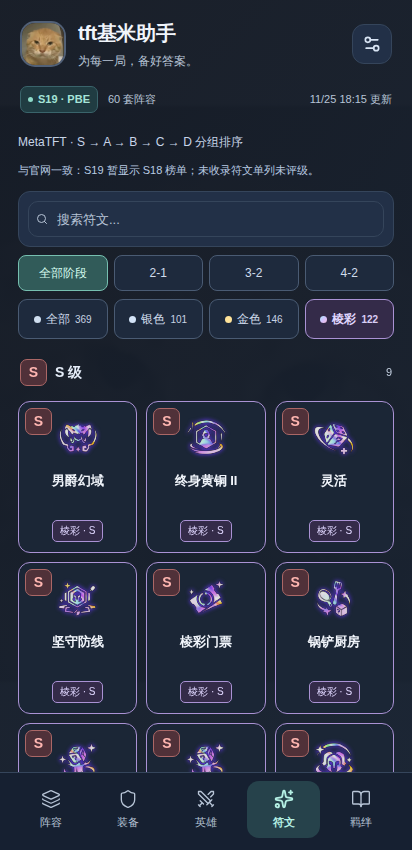 tft基米助手
为每一局，备好答案。
S19 · PBE
60 套阵容
11/25 18:15 更新
MetaTFT · S → A → B → C → D 分组排序
与官网一致：S19 暂显示 S18 榜单；未收录符文单列未评级。
搜索符文...
全部阶段
2-1
3-2
4-2
全部 369
银色 101
金色 146
棱彩 122
S
S 级
9
S
S
S
男爵幻域
终身黄铜 II
灵活
棱彩 · S
棱彩 · S
棱彩 · S
S
S
S
坚守防线
棱彩门票
锅铲厨房
棱彩 · S
棱彩 · S
棱彩 · S
S
S
S
阵容
装备
英雄
符文
羁绊